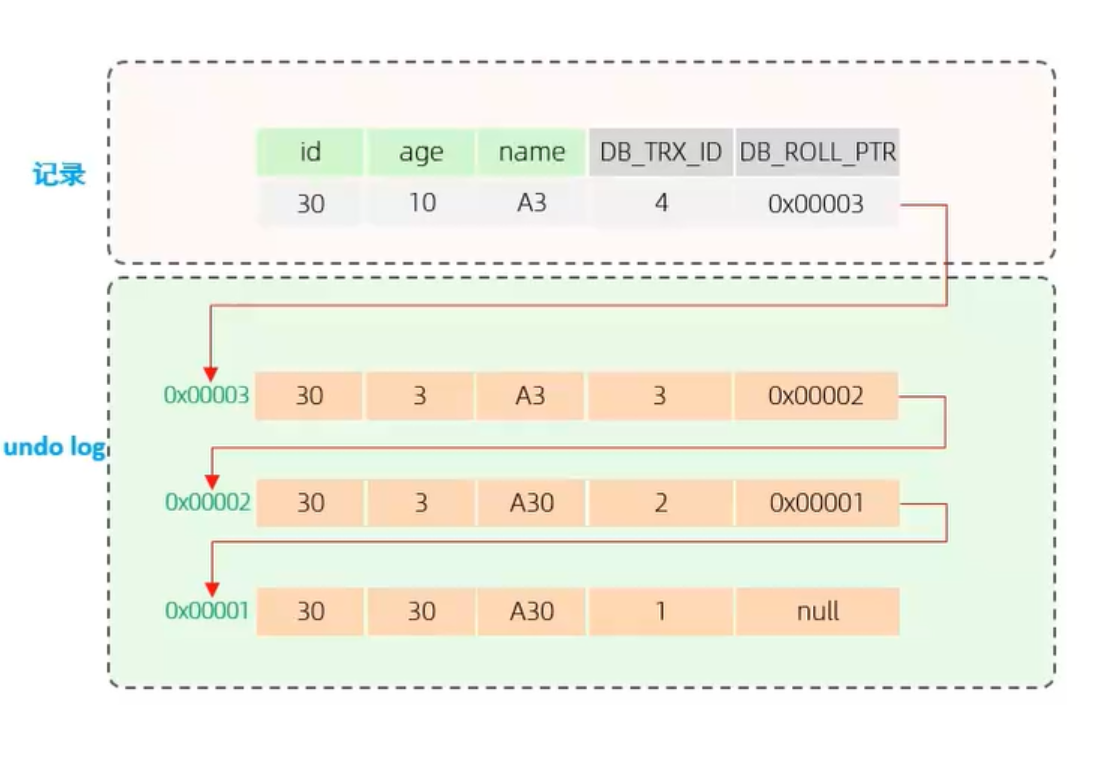 记录
id age name DB_TRX_ID DB_ROLL_PTR
30 10 A3 4 0x00003
undo log
0x00003 30 3 A3 3 0x00002
0x00002 30 3 A30 2 0x00001
0x00001 30 30 A30 1 null